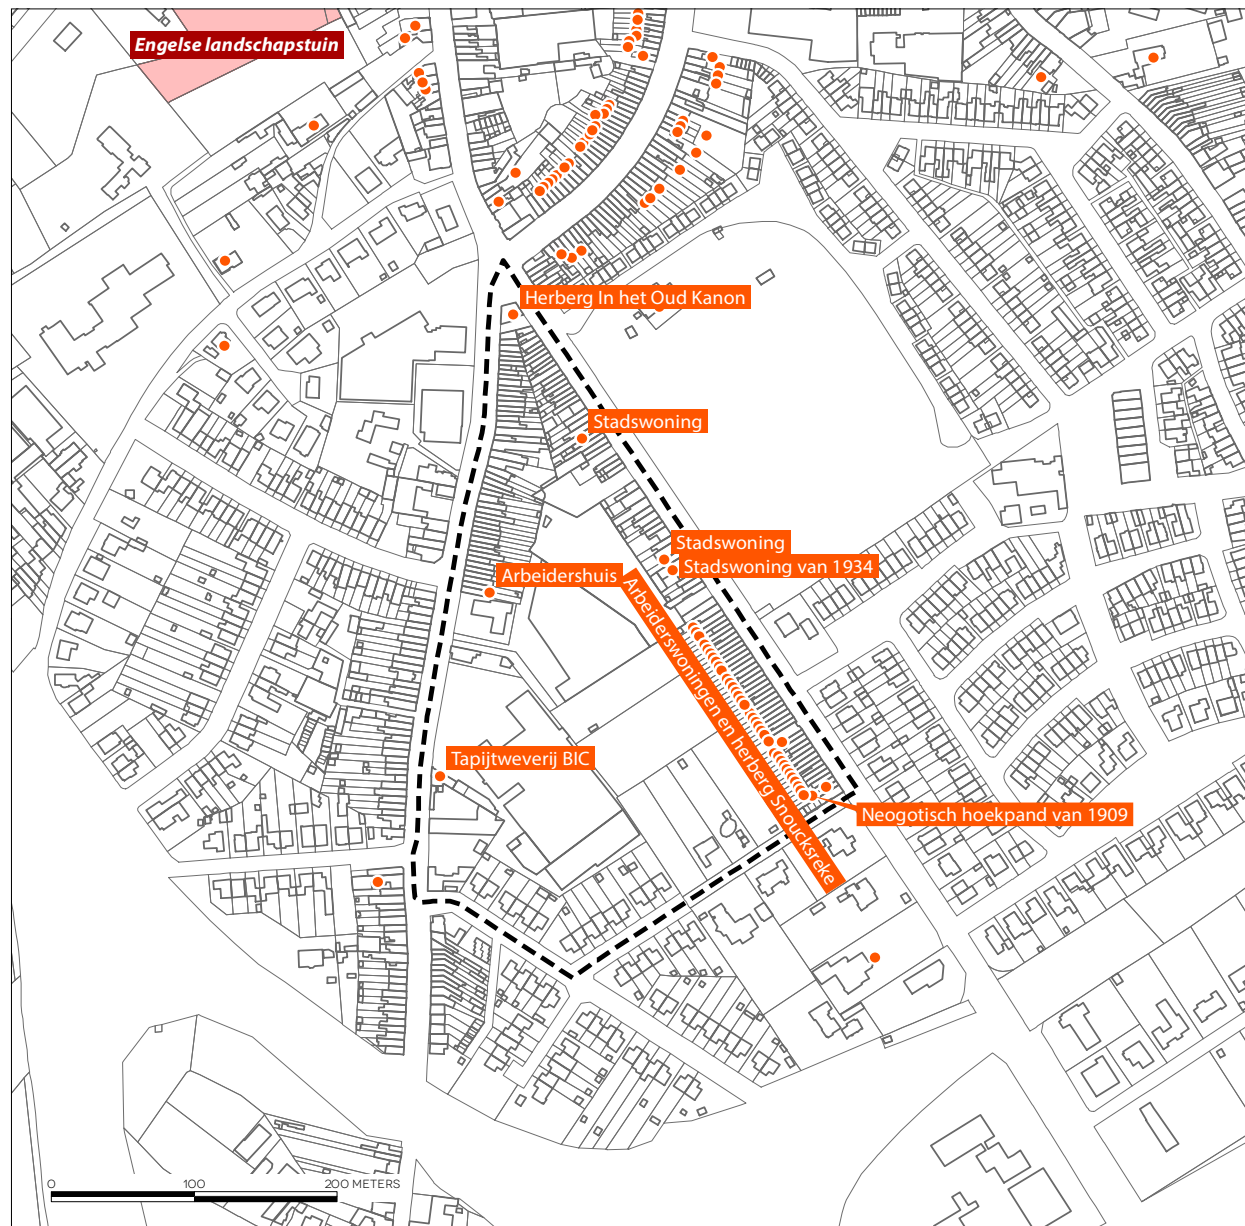 Engelse landschapstuin
Herberg In het Oud Kanon
Stadswoning
Stadswoning
Stadswoning van 1934
Arbeidershuis
Arbeiderswoningen en herberg Snoucksreke
Tapijtweverij BIC
Neogotisch hoekpand van 1909
0 100 200 METERS